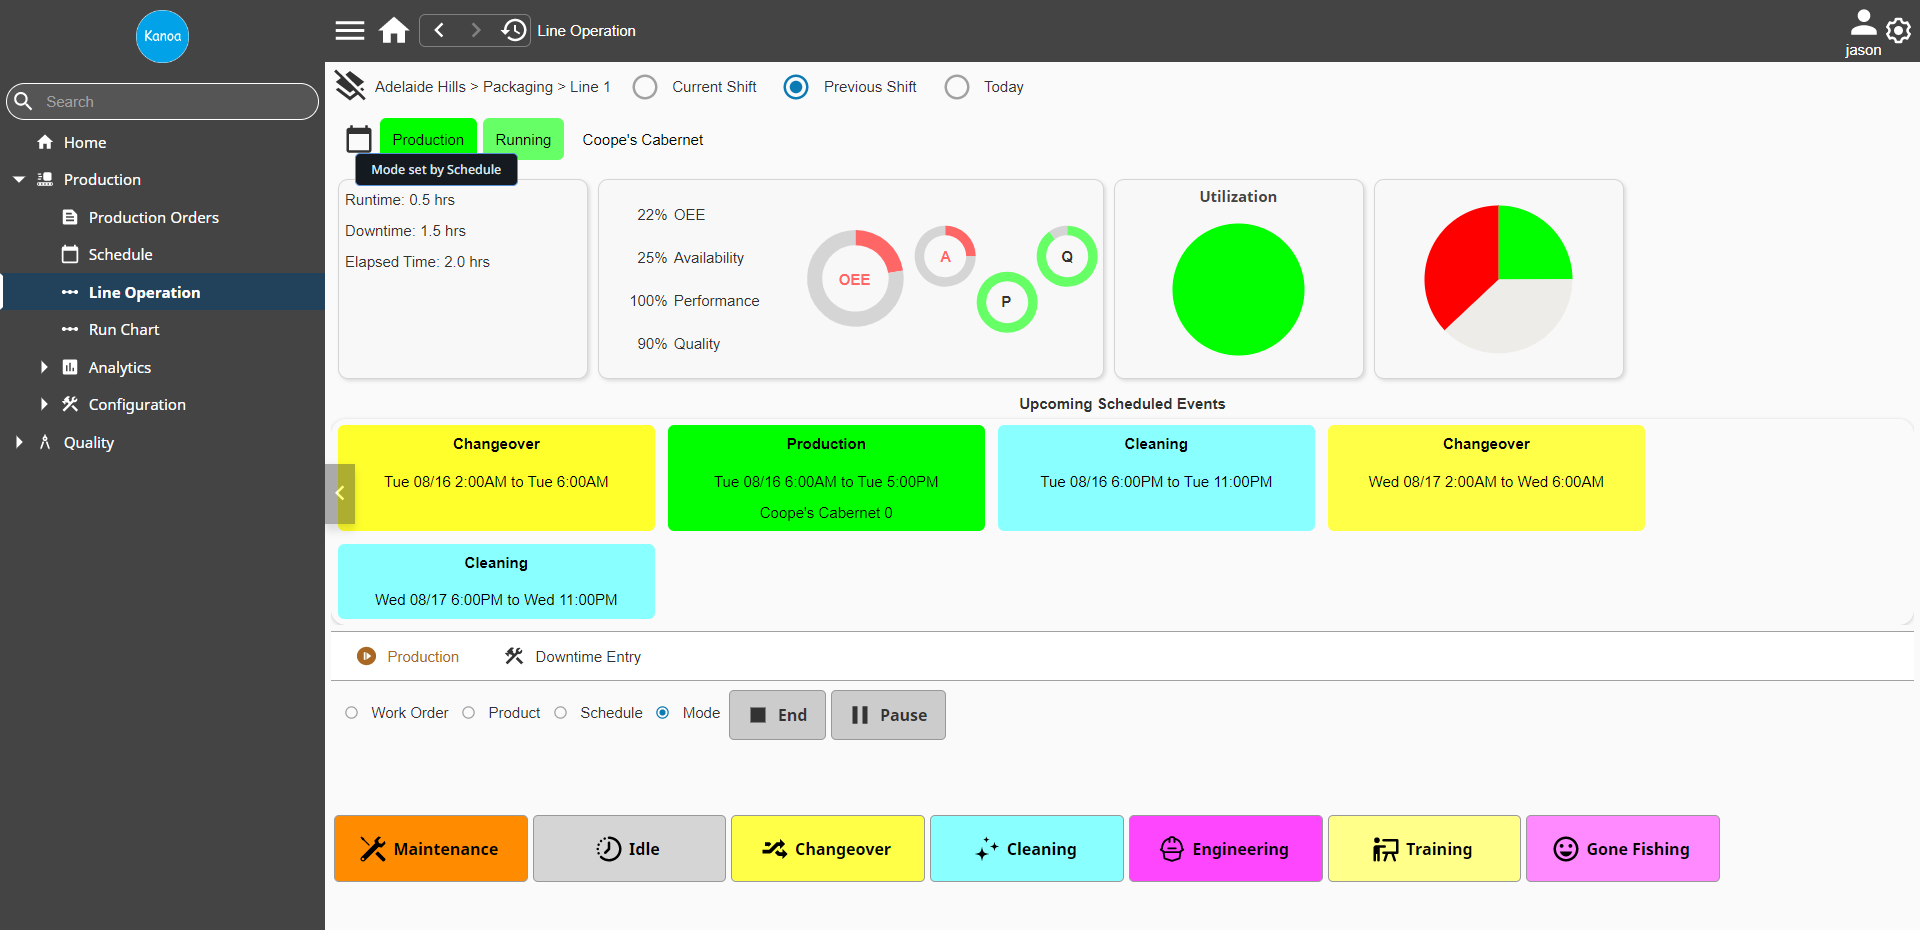 Kanoa
Line Operation
jason
Search
Home
Production
Production Orders
Schedule
Line Operation
Run Chart
Analytics
Configuration
Quality
Adelaide Hills > Packaging > Line 1
Current Shift
Previous Shift
Today
Production
Running
Coope's Cabernet
Mode set by Schedule
Runtime: 0.5 hrs
Downtime: 1.5 hrs
Elapsed Time: 2.0 hrs
22% OEE
25% Availability
100% Performance
90% Quality
OEE
A
P
Q
Utilization
Upcoming Scheduled Events
Changeover
Tue 08/16 2:00AM to Tue 6:00AM
Production
Tue 08/16 6:00AM to Tue 5:00PM
Coope's Cabernet 0
Cleaning
Tue 08/16 6:00PM to Tue 11:00PM
Changeover
Wed 08/17 2:00AM to Wed 6:00AM
Cleaning
Wed 08/17 6:00PM to Wed 11:00PM
Production
Downtime Entry
Work Order
Product
Schedule
Mode
End
Pause
Maintenance
Idle
Changeover
Cleaning
Engineering
Training
Gone Fishing